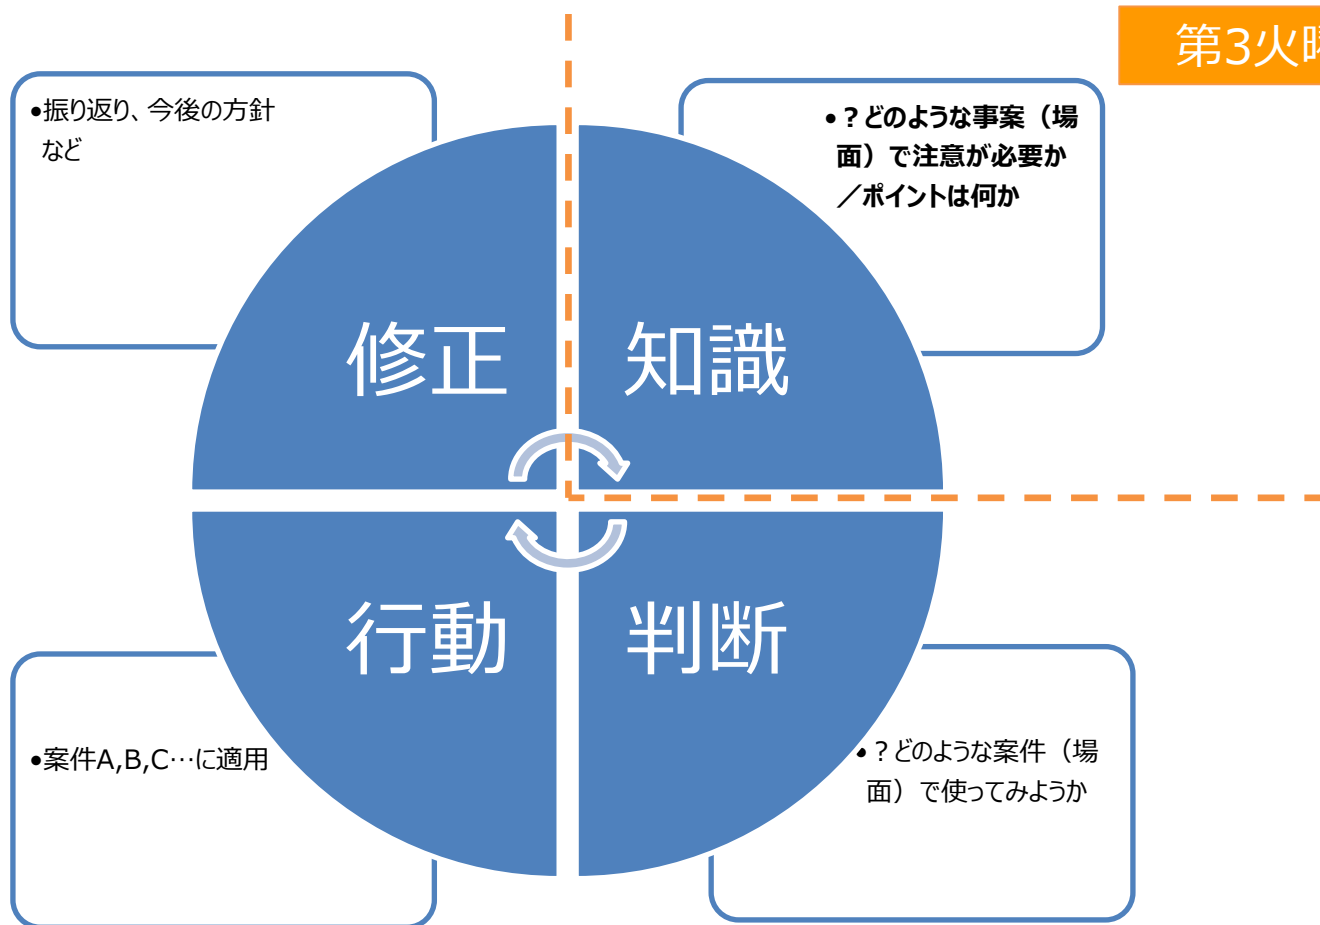 第3火曜
•振り返り、今後の方針
など
•？どのような事案（場
面）で注意が必要か
／ポイントは何か
修正
知識
行動
判断
•案件A,B,C…に適用
•？どのような案件（場
面）で使ってみようか